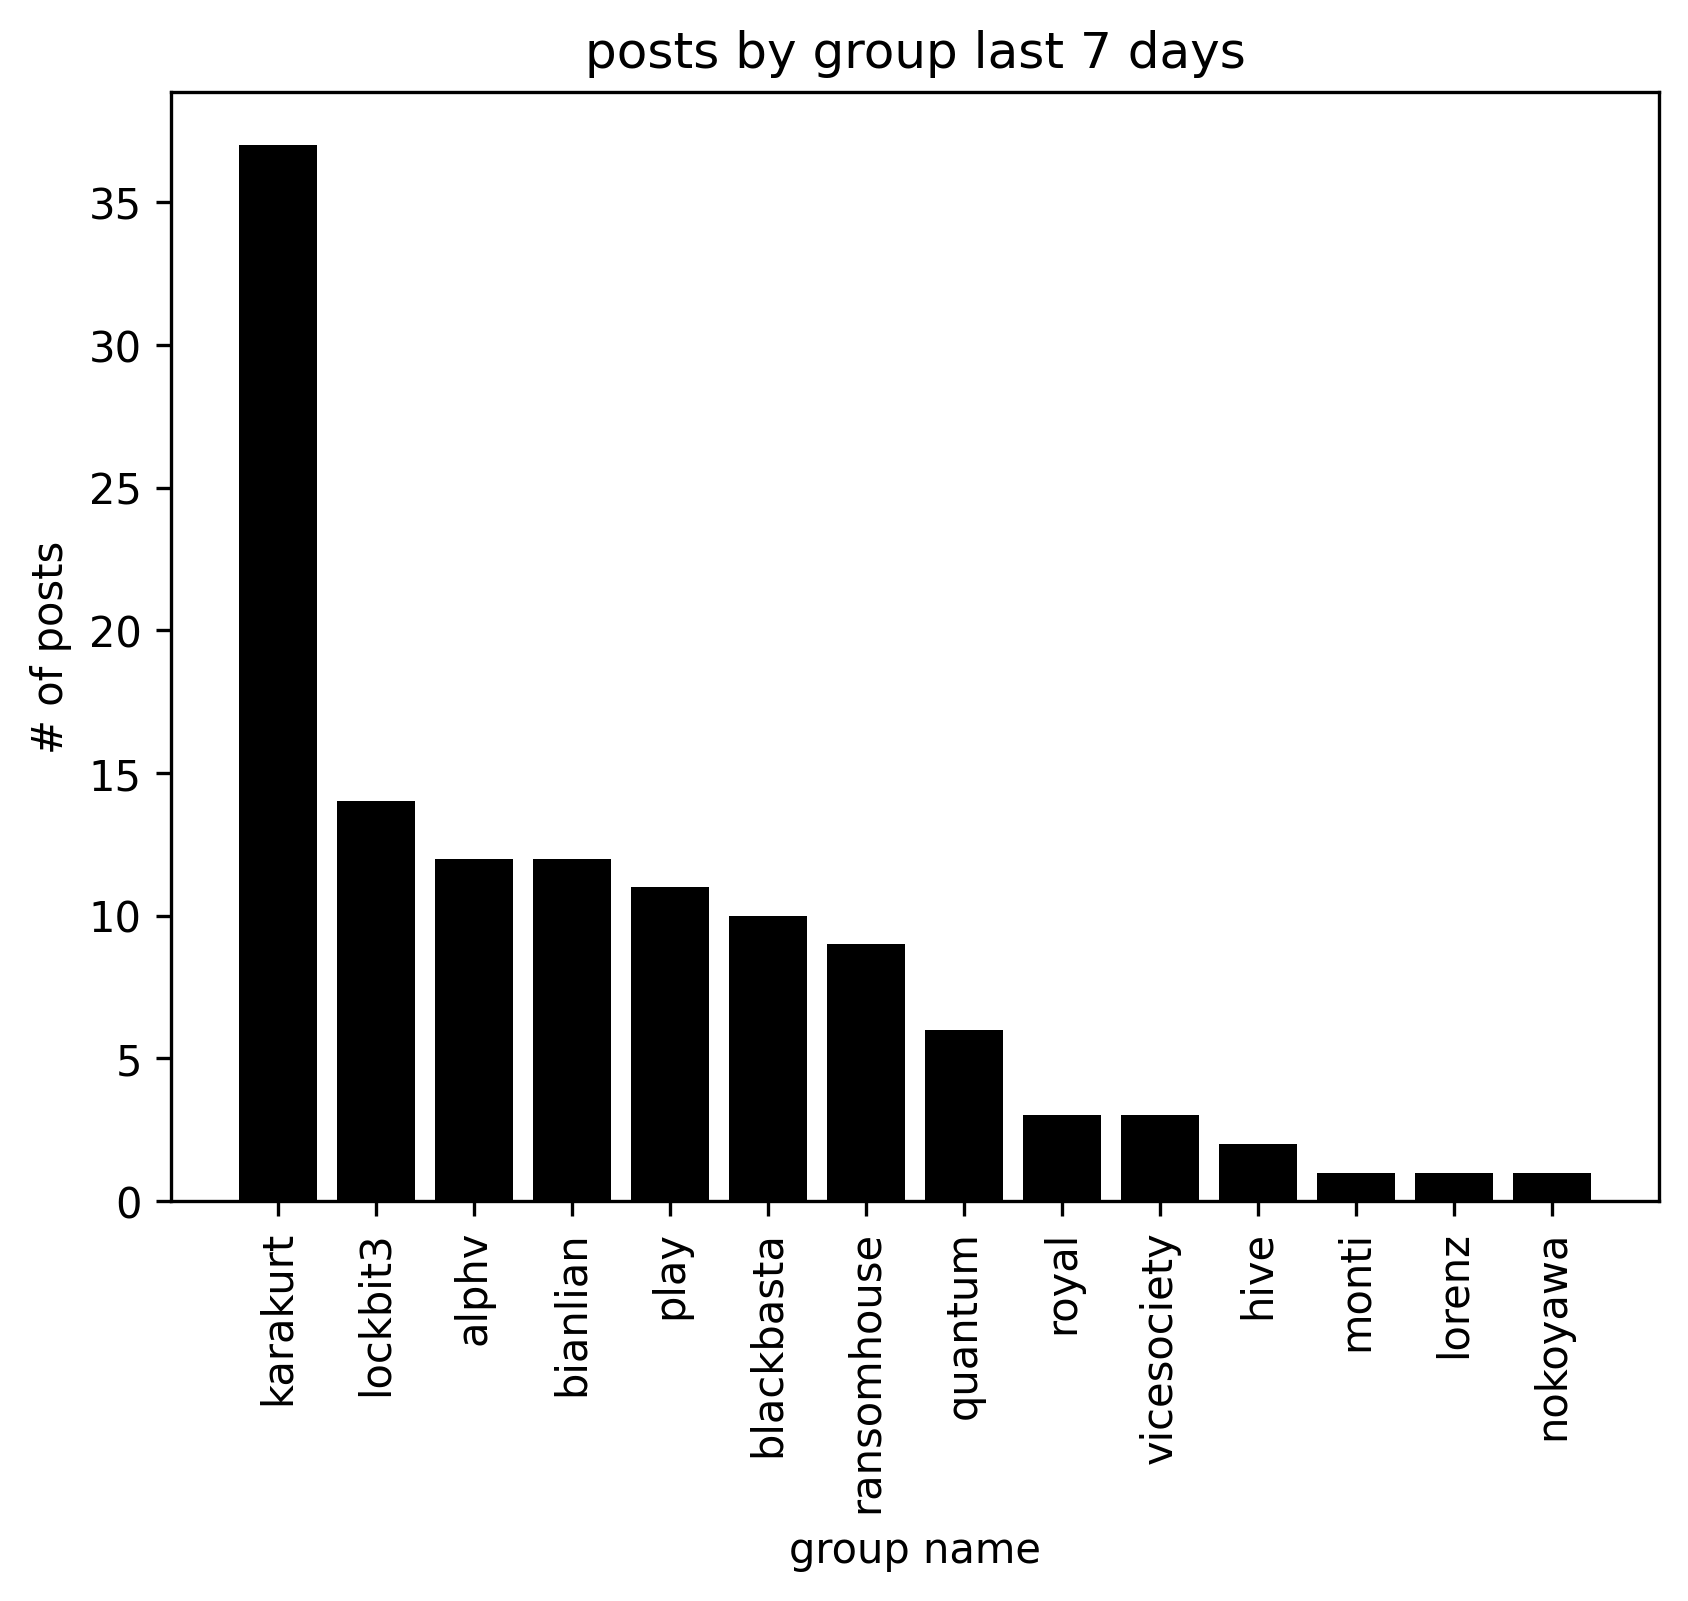 posts by group last 7 days
# of posts
35
30
25
20
15
10
5
0
karakurt
lockbit3
alphv
bianlian
play
blackbasta
ransomhouse
quantum
royal
vicesociety
hive
monti
lorenz
nokoyawa
group name